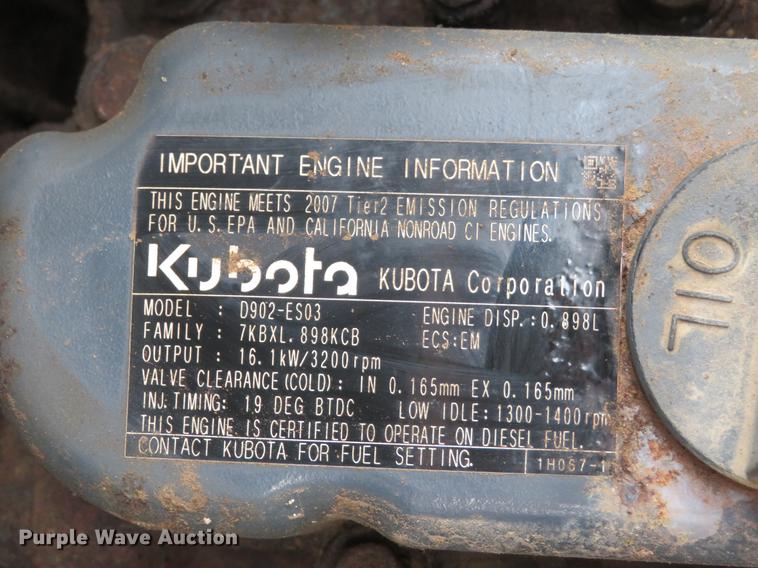 IMPORTANT ENGINE INFORMATION
THIS ENGINE MEETS 2007 Tier2 EMISSION REGULATIONS
FOR U.S. EPA AND CALIFORNIA NONROAD CI ENGINES.
Kubota KUBOTA Corporation
MODEL : D902-ES03 ENGINE DISP.:0.898L
FAMILY : 7KBXL.898KCB ECS:EM
OUTPUT : 16.1kW/3200rpm
VALVE CLEARANCE(COLD): IN 0.165mm EX 0.165mm
INJ.TIMING: 19 DEG BTDC LOW IDLE:1300-1400rpm
THIS ENGINE IS CERTIFIED TO OPERATE ON DIESEL FUEL.
CONTACT KUBOTA FOR FUEL SETTING. 1H067-1
OIL
Purple Wave Auction